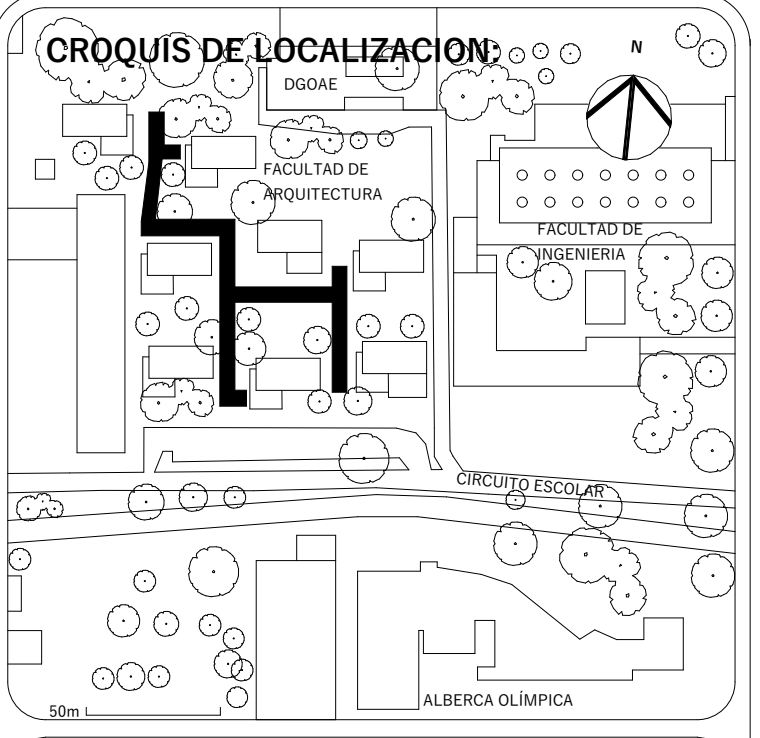 CROQUIS DE LOCALIZACION:
N
DGOAE
FACULTAD DE
ARQUITECTURA
FACULTAD DE
INGENIERIA
CIRCUITO ESCOLAR
50m
ALBERCA OLÍMPICA